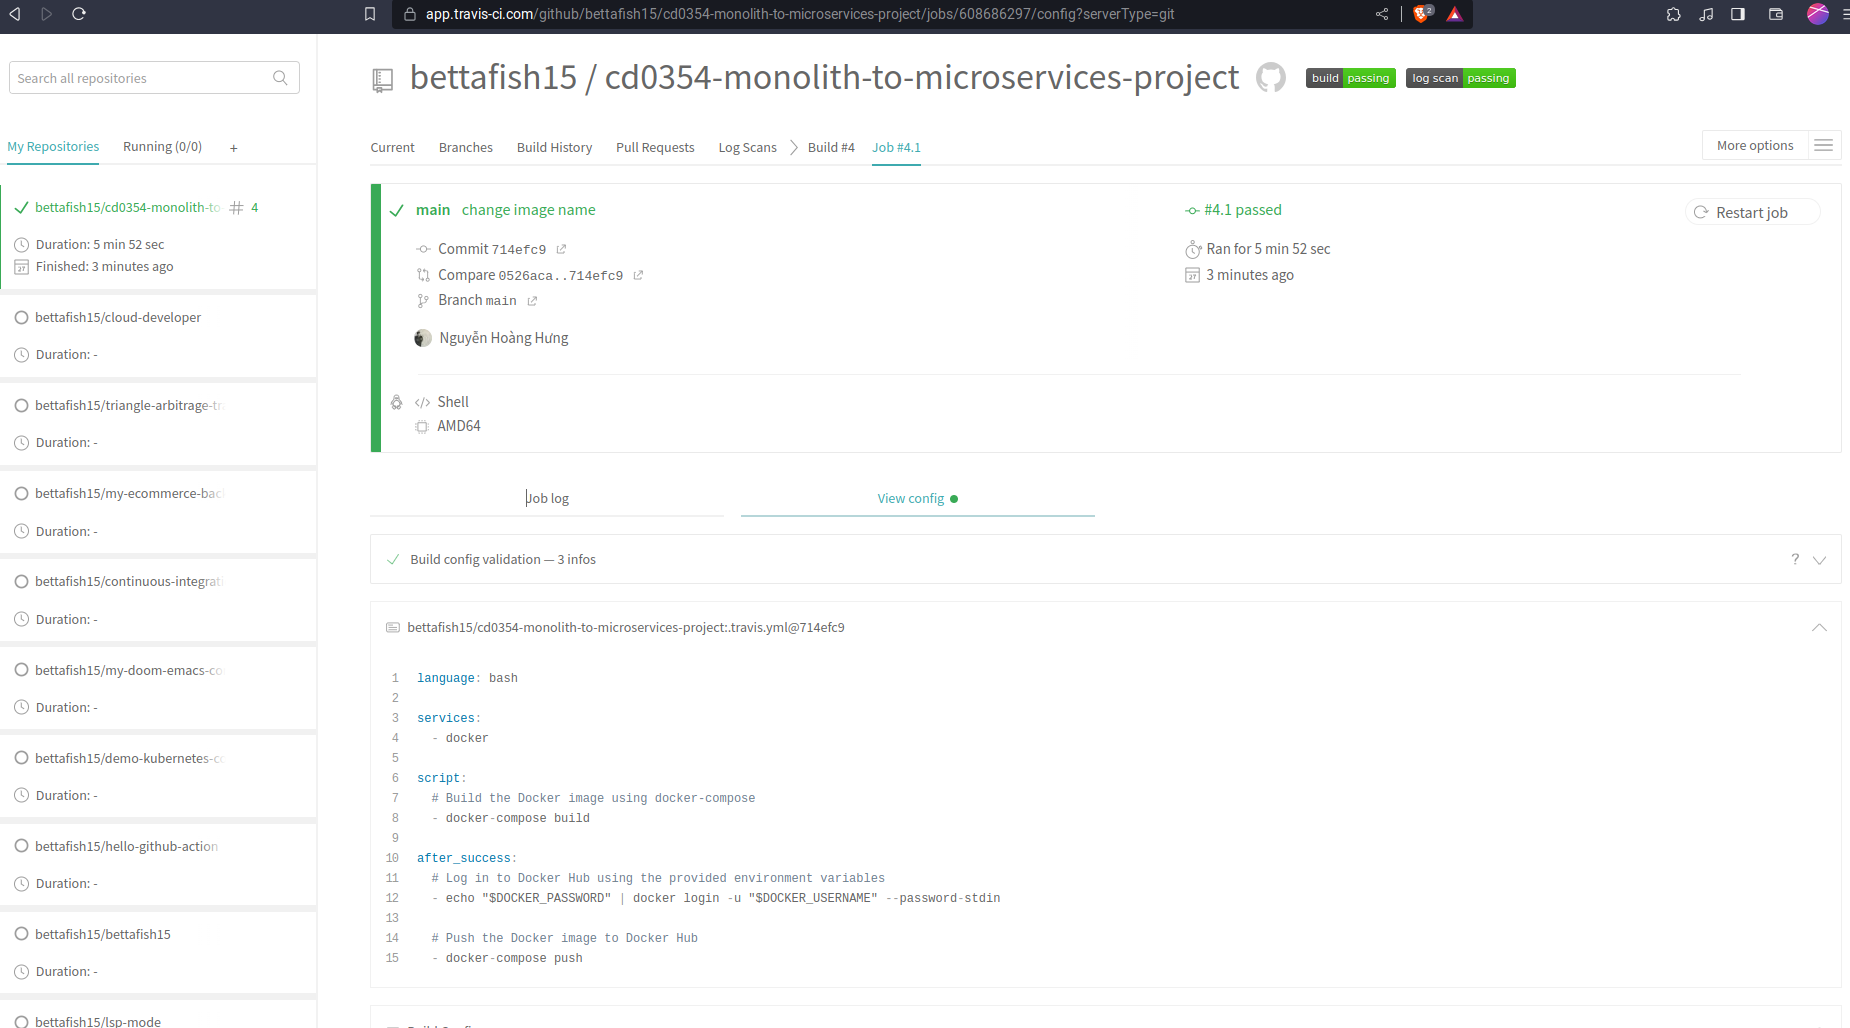 app.travis-ci.com/github/bettafish15/cd0354-monolith-to-microservices-project/jobs/608686297/config?serverType=git
2
Search all repositories
My Repositories Running (0/0) +
bettafish15/cd0354-monolith-to 4
Duration: 5 min 52 sec
27 Finished: 3 minutes ago
bettafish15/cloud-developer
Duration: -
bettafish15/triangle-arbitrage-tr
Duration: -
bettafish15/my-ecommerce-bac
Duration: -
bettafish15/continuous-integrat
Duration: -
bettafish15/my-doom-emacs-co
Duration: -
bettafish15/demo-kubernetes-c
Duration: -
bettafish15/hello-github-action
Duration: -
bettafish15/bettafish15
Duration: -
bettafish15/lsp-mode
bettafish15 / cd0354-monolith-to-microservices-project build passing log scan passing
Current Branches Build History Pull Requests Log Scans Build #4 Job #4.1 More options
main change image name
Commit 714efc9
Compare 0526aca..714efc9
Branch main
Nguyễn Hoàng Hưng
#4.1 passed
Ran for 5 min 52 sec
27 3 minutes ago
Restart job
</> Shell
AMD64
Job log View config
Build config validation — 3 infos ?
bettafish15/cd0354-monolith-to-microservices-project:.travis.yml@714efc9
1 language: bash
2
3 services:
4 - docker
5
6 script:
7 # Build the Docker image using docker-compose
8 - docker-compose build
9
10 after_success:
11 # Log in to Docker Hub using the provided environment variables
12 - echo "$DOCKER_PASSWORD" | docker login -u "$DOCKER_USERNAME" --password-stdin
13
14 # Push the Docker image to Docker Hub
15 - docker-compose push